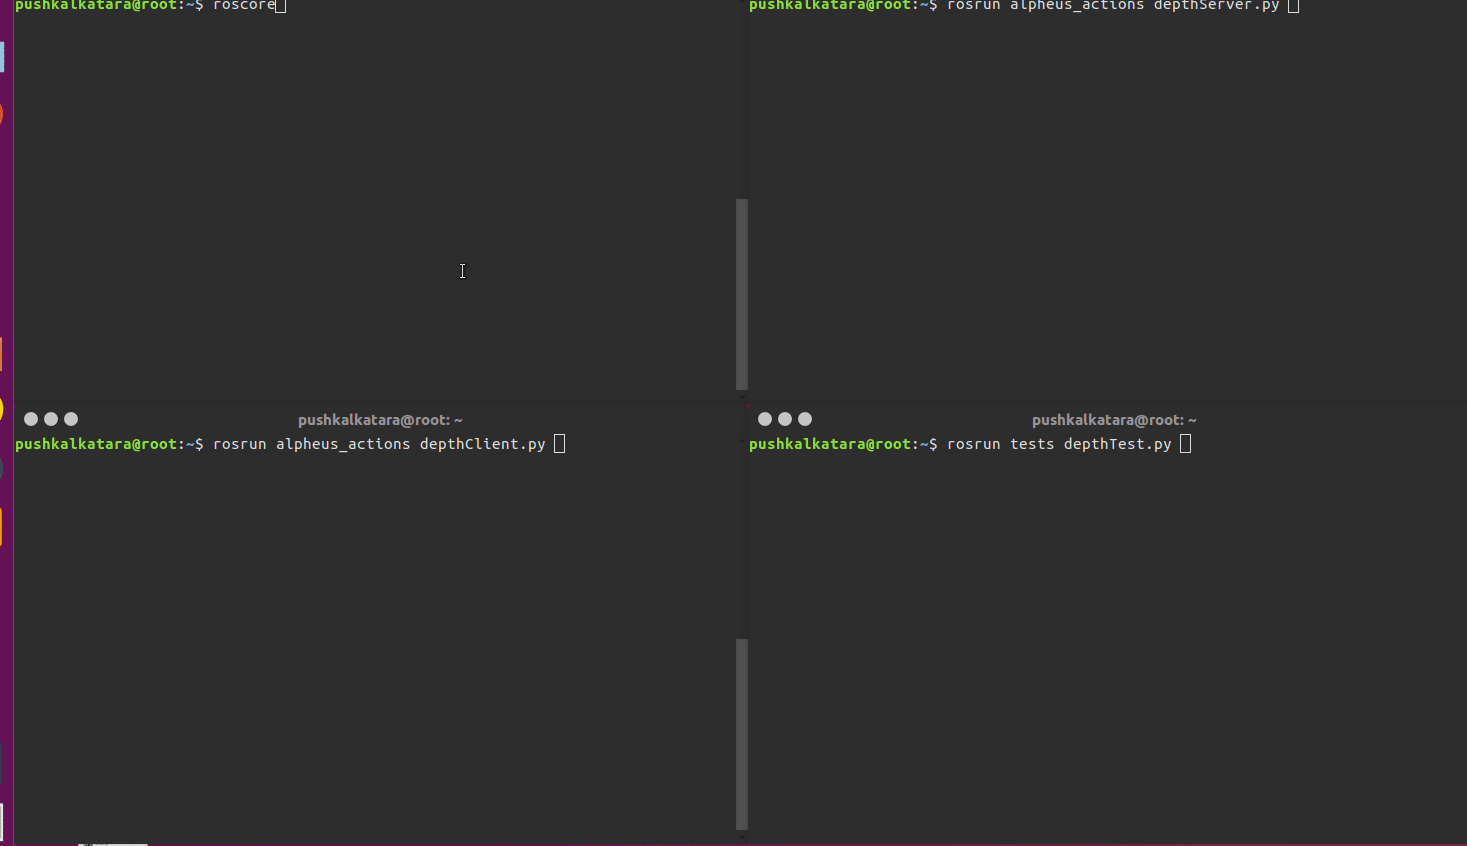 pushkalkatara@root:~$ roscore
pushkalkatara@root:~$ rosrun alpheus_actions depthServer.py
pushkalkatara@root: ~
pushkalkatara@root:~$ rosrun alpheus_actions depthClient.py
pushkalkatara@root: ~
pushkalkatara@root:~$ rosrun tests depthTest.py